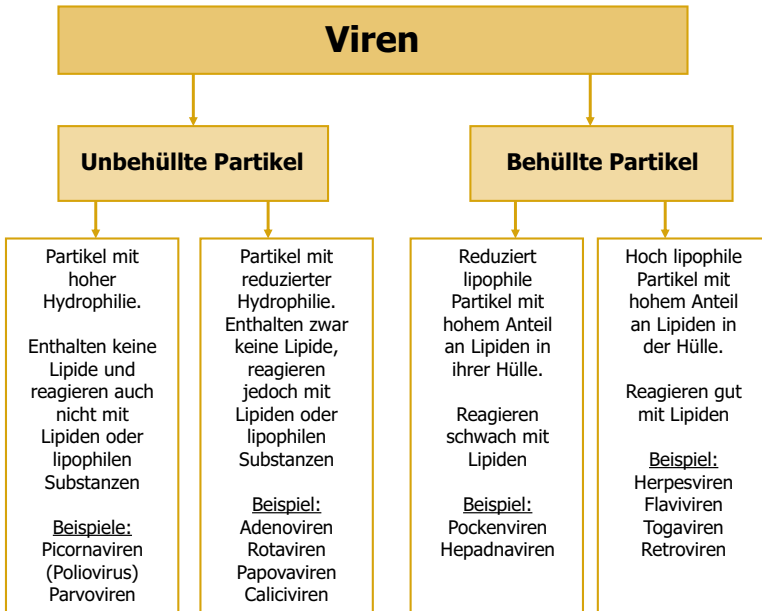 Viren
Unbehüllte Partikel
Behüllte Partikel
Partikel mit
hoher
Hydrophilie.
Enthalten keine
Lipide und
reagieren auch
nicht mit
Lipiden oder
lipophilen
Substanzen
Beispiele:
Picornaviren
(Poliovirus)
Parvoviren
Partikel mit
reduzierter
Hydrophilie.
Enthalten zwar
keine Lipide,
reagieren
jedoch mit
Lipiden oder
lipophilen
Substanzen
Beispiel:
Adenoviren
Rotaviren
Papovaviren
Caliciviren
Reduziert
lipophile
Partikel mit
hohem Anteil
an Lipiden in
ihrer Hülle.
Reagieren
schwach mit
Lipiden
Beispiel:
Pockenviren
Hepadnaviren
Hoch lipophile
Partikel mit
hohem Anteil
an Lipiden in
der Hülle.
Reagieren gut
mit Lipiden
Beispiel:
Herpesviren
Flaviviren
Togaviren
Retroviren